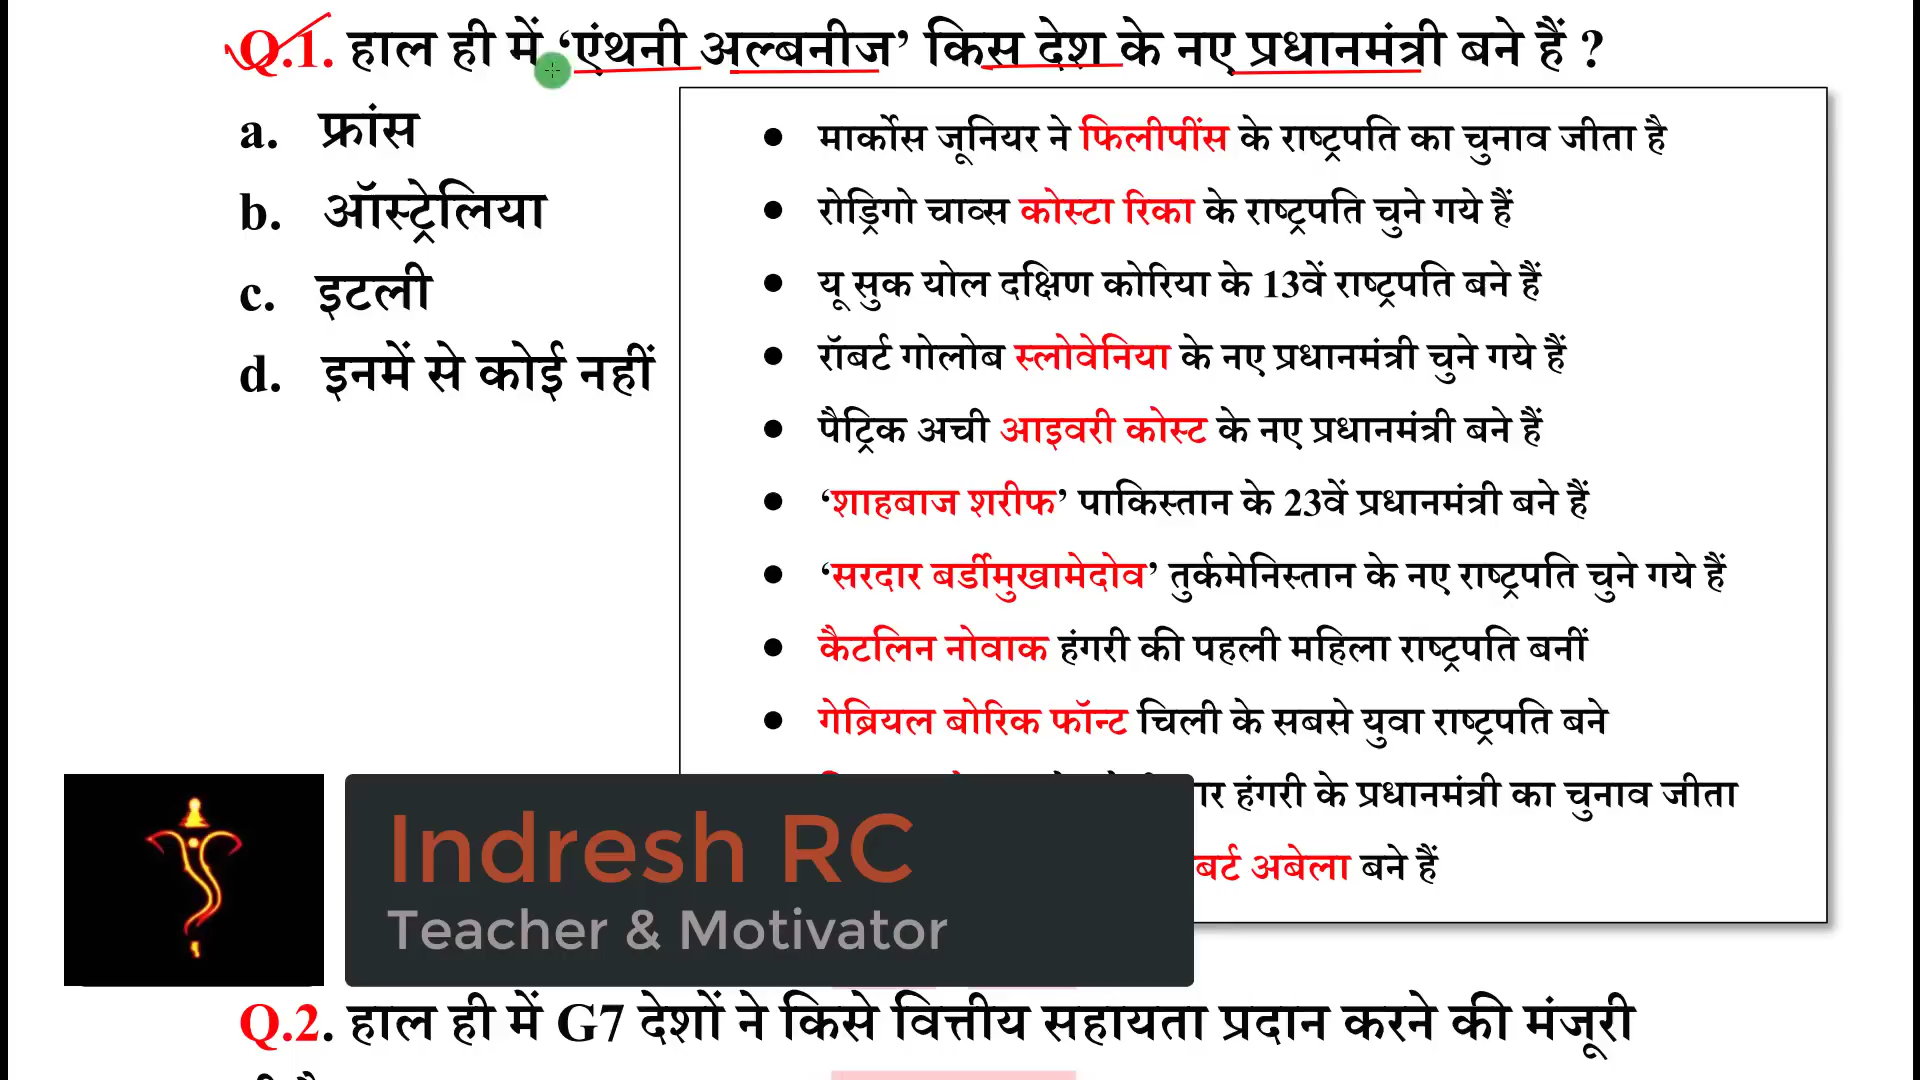 Q.1. हाल ही में ‘एंथनी अल्बनीज’ किस देश के नए प्रधानमंत्री बने हैं ?
a. फ्रांस
b. ऑस्ट्रेलिया
c. इटली
d. इनमें से कोई नहीं
● मार्कोस जूनियर ने फिलीपींस के राष्ट्रपति का चुनाव जीता है
● रोड्रिगो चाव्स कोस्टा रिका के राष्ट्रपति चुने गये हैं
● यू सुक योल दक्षिण कोरिया के 13वें राष्ट्रपति बने हैं
● रॉबर्ट गोलोब स्लोवेनिया के नए प्रधानमंत्री चुने गये हैं
● पैट्रिक अची आइवरी कोस्ट के नए प्रधानमंत्री बने हैं
● ‘शाहबाज शरीफ’ पाकिस्तान के 23वें प्रधानमंत्री बने हैं
● ‘सरदार बर्डीमुखामेदोव’ तुर्कमेनिस्तान के नए राष्ट्रपति चुने गये हैं
● कैटलिन नोवाक हंगरी की पहली महिला राष्ट्रपति बनीं
● गेब्रियल बोरिक फॉन्ट चिली के सबसे युवा राष्ट्रपति बने
हंगरी के प्रधानमंत्री का चुनाव जीता
अबेला बने हैं
Indresh RC
Teacher & Motivator
Q.2. हाल ही में G7 देशों ने किसे वित्तीय सहायता प्रदान करने की मंजूरी